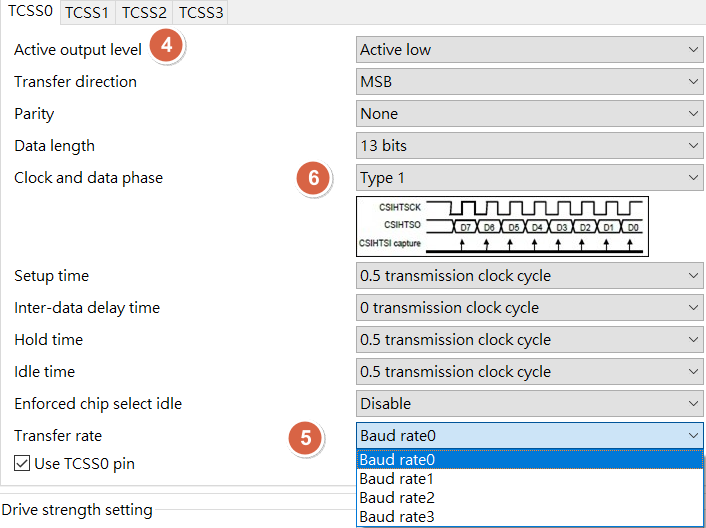 TCSS0 TCSS1 TCSS2 TCSS3
Active output level 4 Active low
Transfer direction MSB
Parity None
Data length 13 bits
Clock and data phase 6 Type 1
CSIHTSCK
CSIHTSO D7 D6 D5 D4 D3 D2 D1 D0
CSIHTSI capture
Setup time 0.5 transmission clock cycle
Inter-data delay time 0 transmission clock cycle
Hold time 0.5 transmission clock cycle
Idle time 0.5 transmission clock cycle
Enforced chip select idle Disable
Transfer rate 5 Baud rate0
Use TCSS0 pin Baud rate0
Baud rate1
Baud rate2
Drive strength setting Baud rate3